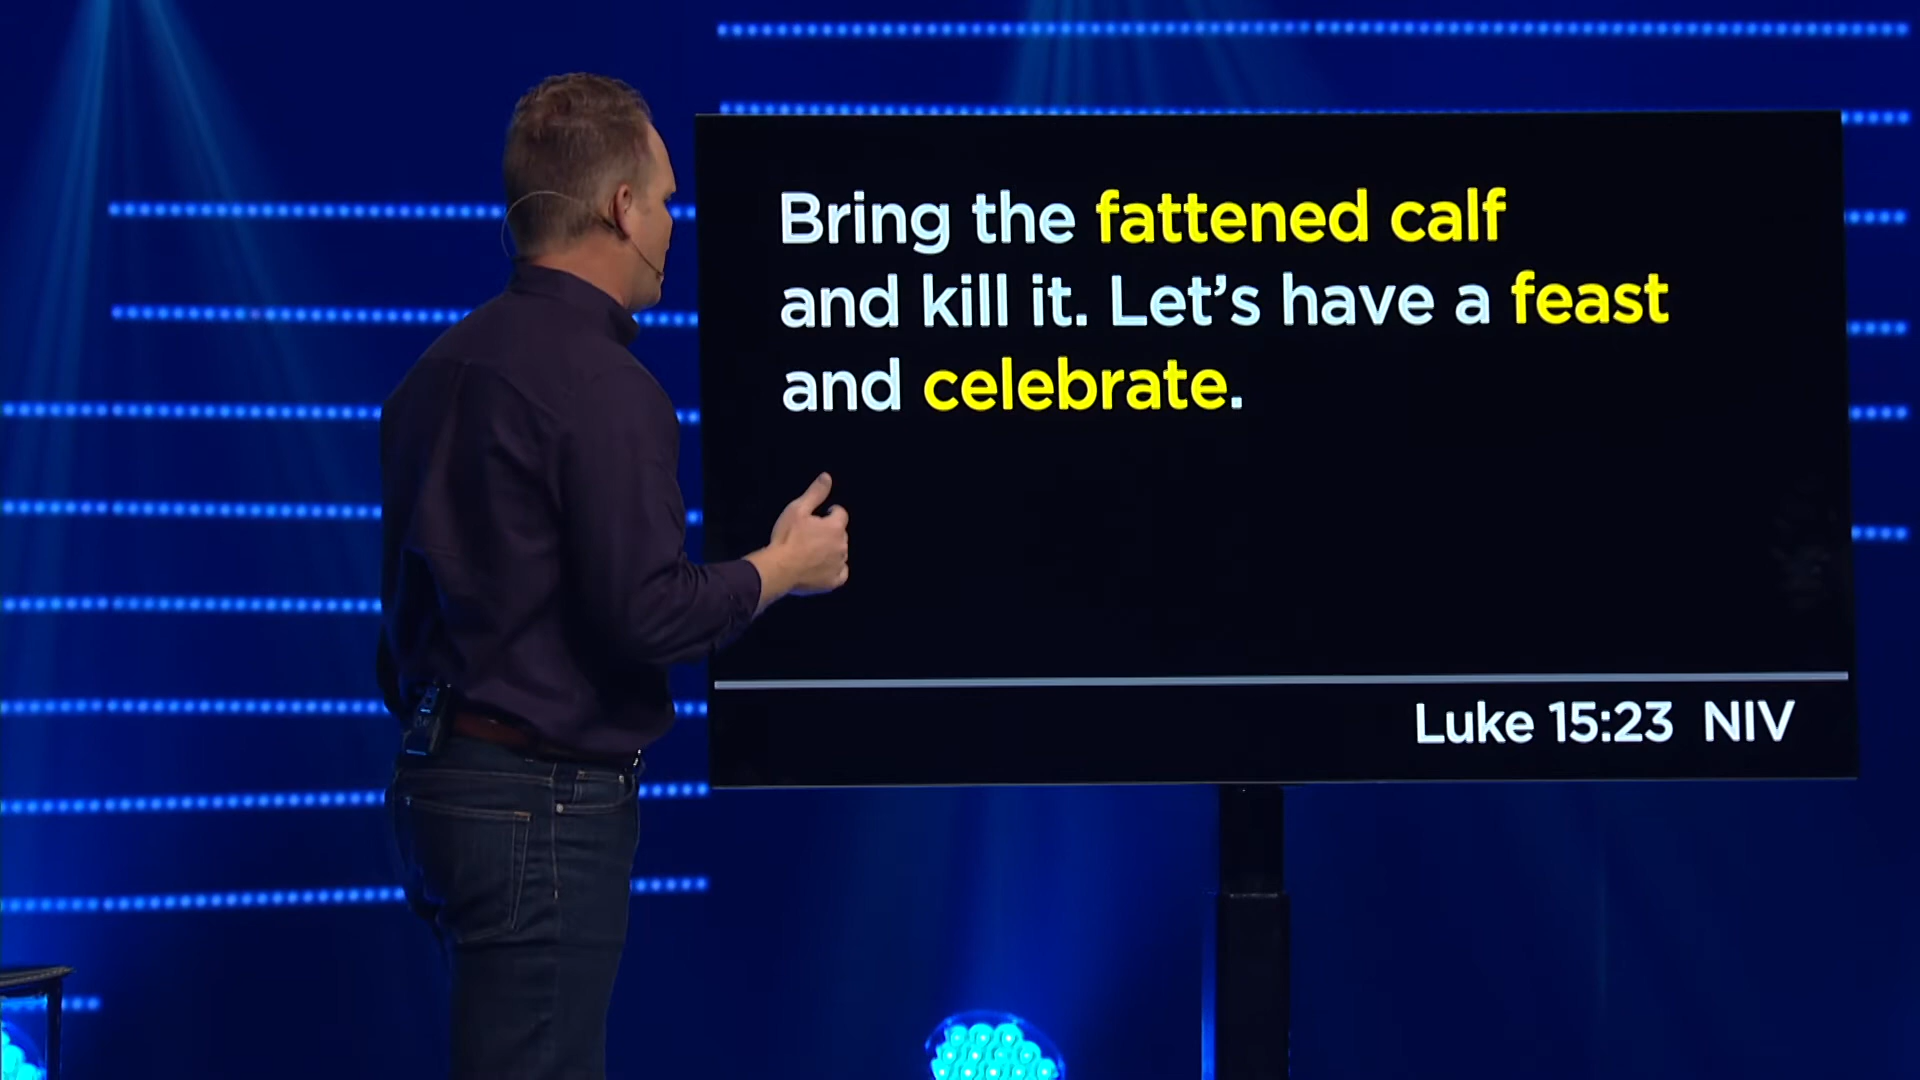 Bring the fattened calf
and kill it. Let’s have a feast
and celebrate.
Luke 15:23 NIV